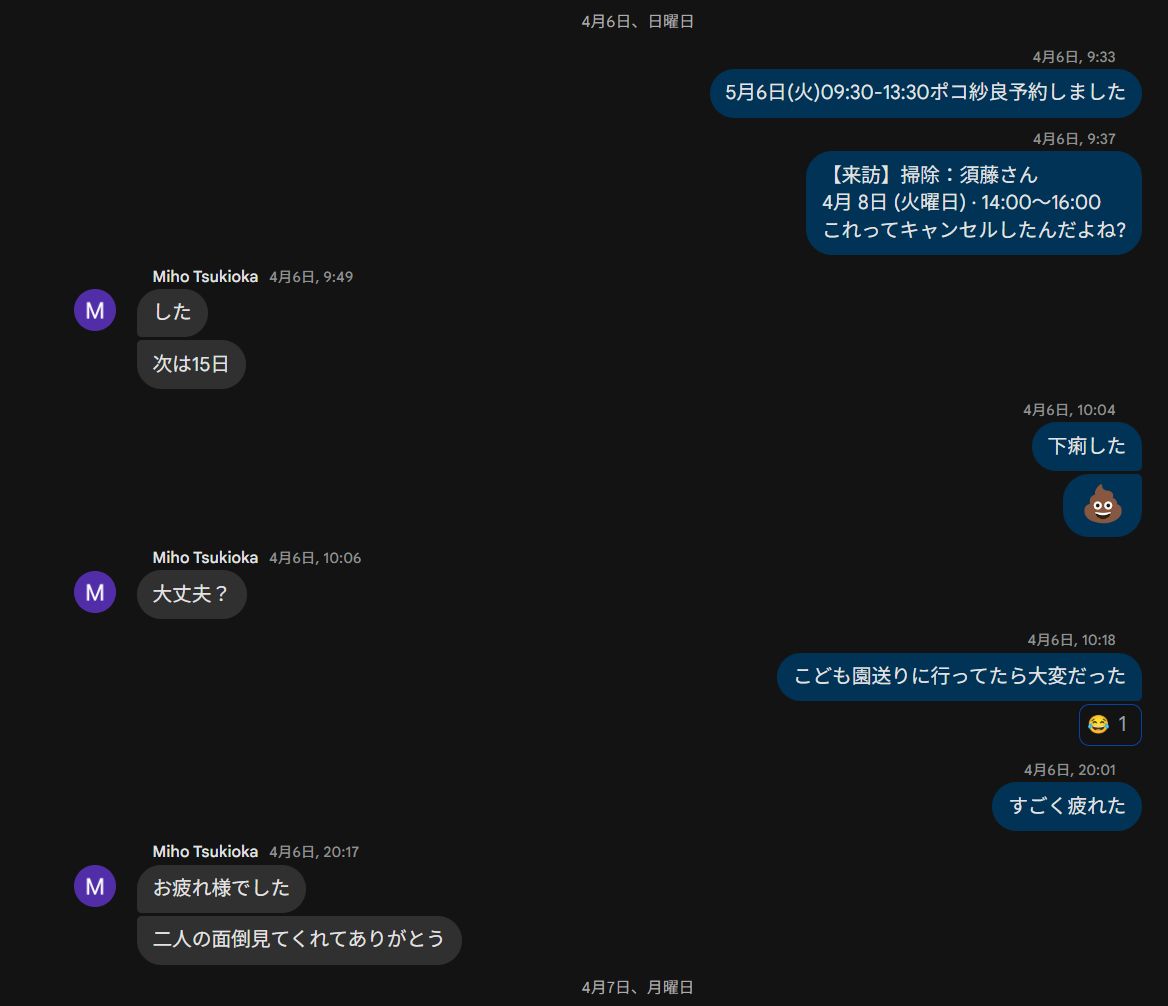 4月6日、日曜日
4月6日, 9:33
5月6日(火)09:30-13:30ポコ紗良予約しました
4月6日, 9:37
【来訪】掃除：須藤さん
4月 8日 (火曜日) · 14:00～16:00
これってキャンセルしたんだよね?
Miho Tsukioka 4月6日, 9:49
M
した
次は15日
4月6日, 10:04
下痢した
💩
Miho Tsukioka 4月6日, 10:06
M
大丈夫？
4月6日, 10:18
こども園送りに行ってたら大変だった
😂 1
4月6日, 20:01
すごく疲れた
Miho Tsukioka 4月6日, 20:17
M
お疲れ様でした
二人の面倒見てくれてありがとう
4月7日、月曜日